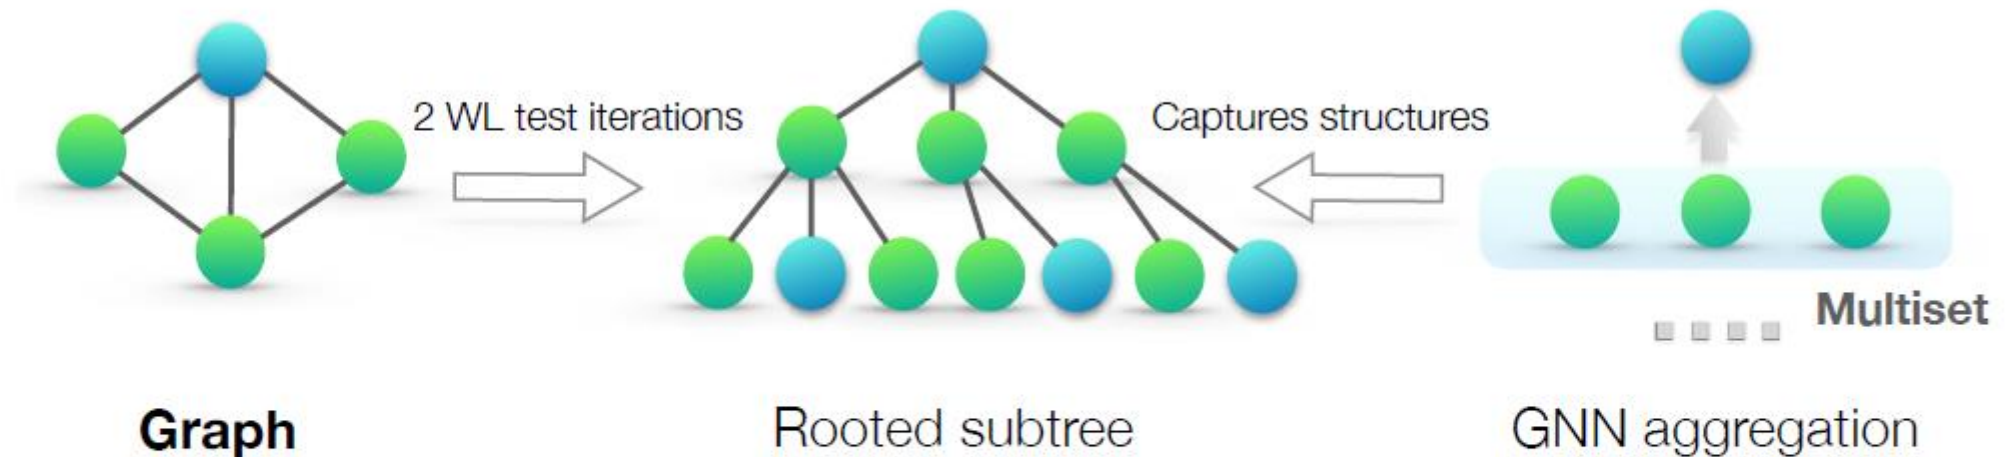 2 WL test iterations
Captures structures
Multiset
Graph
Rooted subtree
GNN aggregation